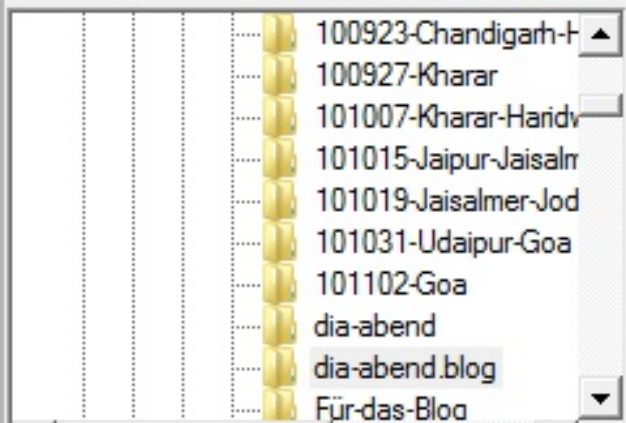 100923-Chandigarh-H
100927-Kharar
101007-Kharar-Haridw
101015-Jaipur-Jaisalm
101019-Jaisalmer-Jod
101031-Udaipur-Goa
101102-Goa
dia-abend
dia-abend.blog
Für-das-Blog